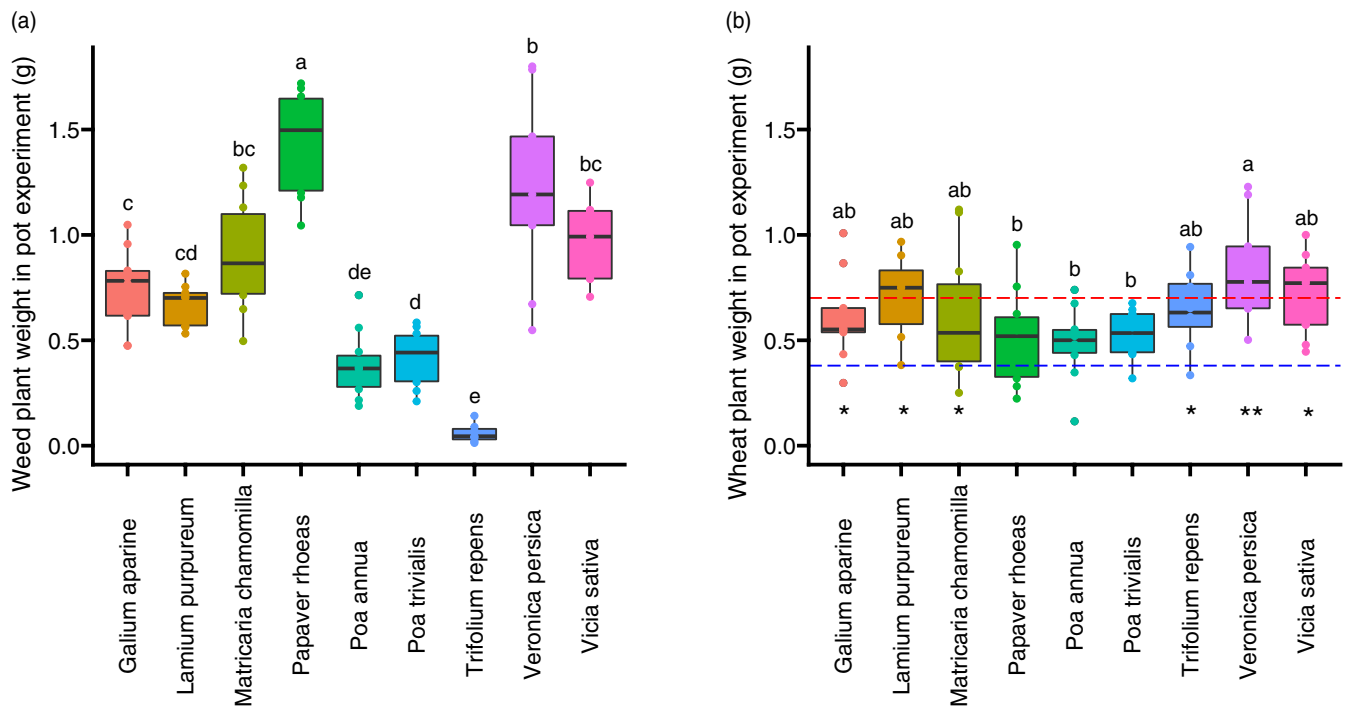 (a)
Weed plant weight in pot experiment (g)
1.5
1.0
0.5
0.0
c
cd
bc
a
de
d
e
b
bc
Galium aparine
Lamium purpureum
Matricaria chamomilla
Papaver rhoeas
Poa annua
Poa trivialis
Trifolium repens
Veronica persica
Vicia sativa
(b)
Wheat plant weight in pot experiment (g)
1.5
1.0
0.5
0.0
ab
ab
ab
b
b
b
ab
a
ab
* * * * ** *
Galium aparine
Lamium purpureum
Matricaria chamomilla
Papaver rhoeas
Poa annua
Poa trivialis
Trifolium repens
Veronica persica
Vicia sativa